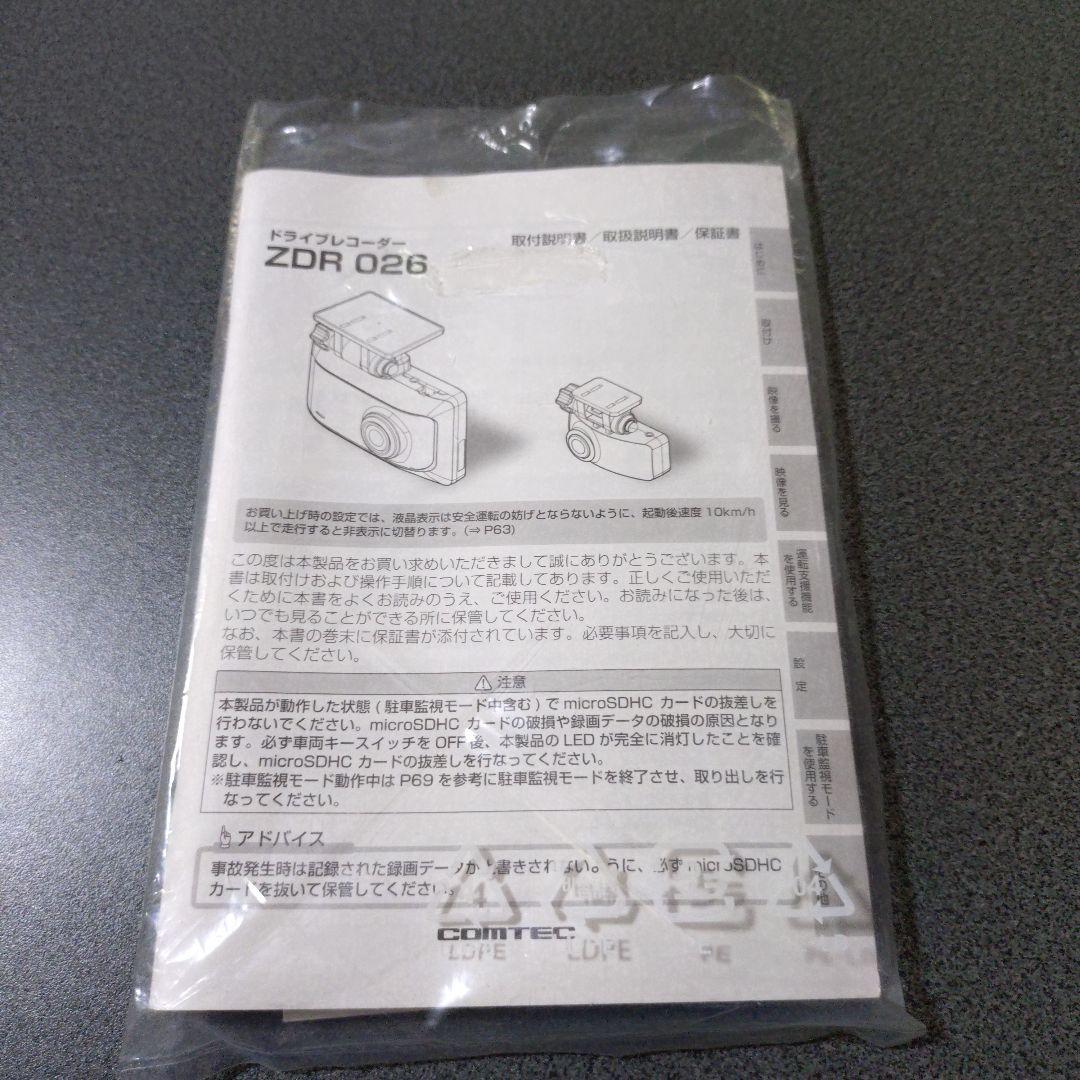 ドライブレコーダー
ZDR 026
取付説明書/取扱説明書/保証書
はじめに
取付け
映像を撮る
映像を見る
運転支援機能
を使用する
設定
駐車監視モード
を使用する
お買い上げ時の設定では、液晶表示は安全運転の妨げとならないように、起動後速度 10km/h
以上で走行すると非表示に切替ります。(⇒ P63)
この度は本製品をお買い求めいただきまして誠にありがとうございます。本
書は取付けおよび操作手順について記載してあります。正しくご使用いただ
くために本書をよくお読みのうえ、ご使用ください。お読みになった後は、
いつでも見ることができる所に保管してください。
なお、本書の巻末に保証書が添付されています。必要事項を記入し、大切に
保管してください。
⚠ 注意
本製品が動作した状態 ( 駐車監視モード中含む ) で microSDHC カードの抜差しを
行わないでください。microSDHC カードの破損や録画データの破損の原因となり
ます。必ず車両キースイッチを OFF 後、本製品の LED が完全に消灯したことを確
認し、microSDHC カードの抜差しを行なってください。
※駐車監視モード動作中は P69 を参考に駐車監視モードを終了させ、取り出しを行
なってください。
アドバイス
事故発生時は記録された録画データが上書きされないように、必ず microSDHC
カードを抜いて保管してください。
COMTEC
LDPE
LDPE
PE
04